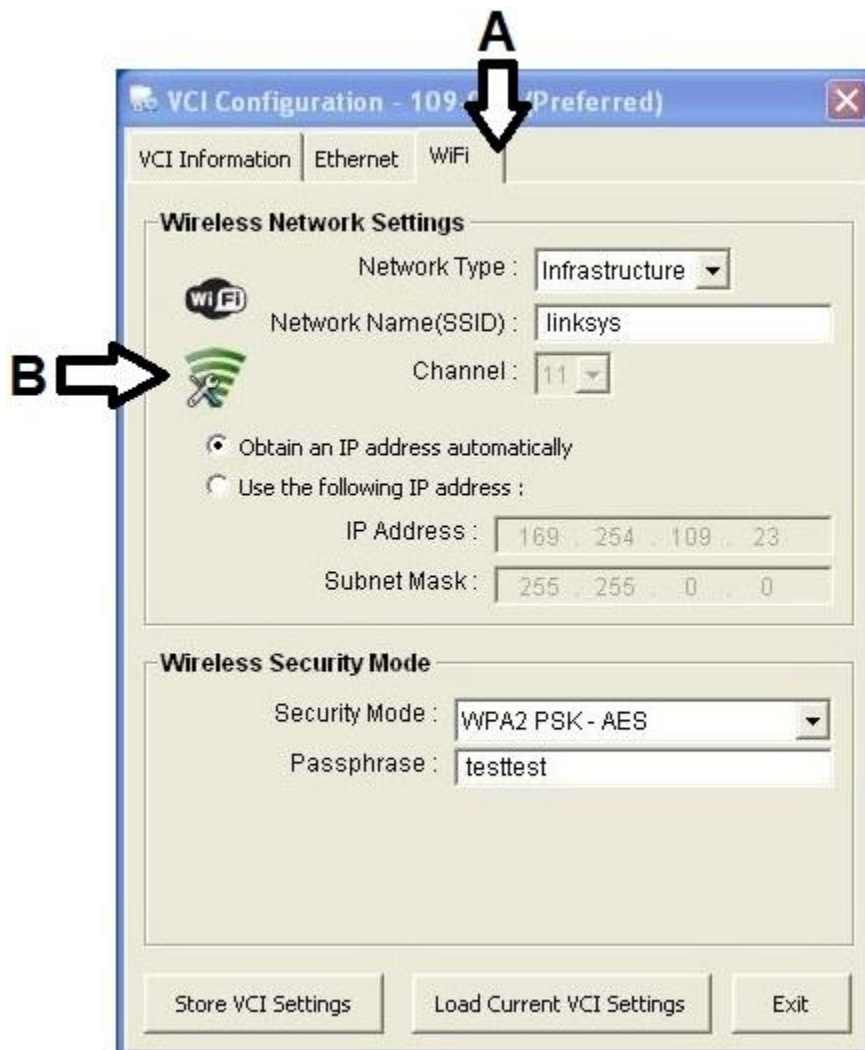 A
VCI Configuration - 109- /Preferred)
VCI Information Ethernet WiFi
Wireless Network Settings
Network Type : Infrastructure
Wi Fi
Network Name(SSID) : linksys
B
Channel : 11
Obtain an IP address automatically
Use the following IP address :
IP Address : 169 . 254 . 109 . 23
Subnet Mask : 255 . 255 . 0 . 0
Wireless Security Mode
Security Mode : WPA2 PSK - AES
Passphrase : testtest
Store VCI Settings Load Current VCI Settings Exit